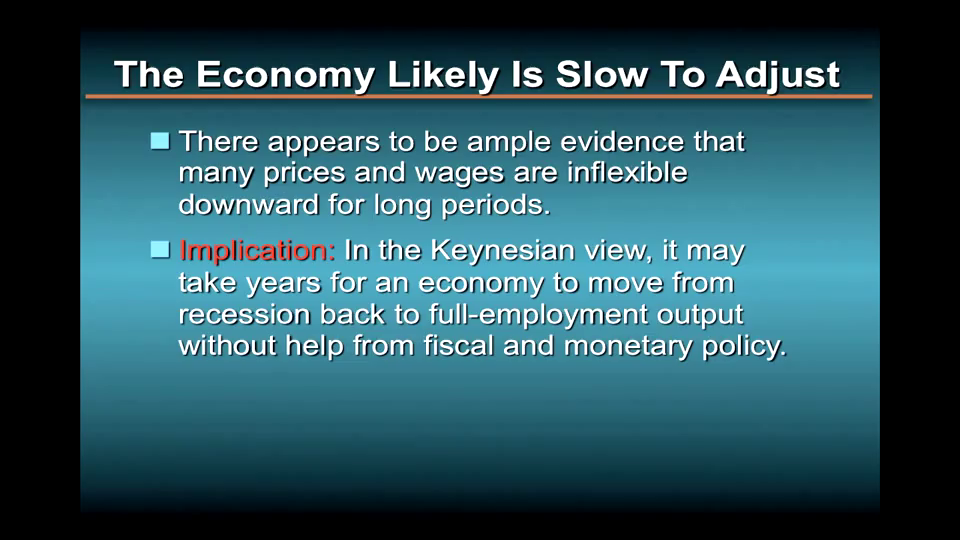 The Economy Likely Is Slow To Adjust
There appears to be ample evidence that
many prices and wages are inflexible
downward for long periods.
Implication: In the Keynesian view, it may
take years for an economy to move from
recession back to full-employment output
without help from fiscal and monetary policy.